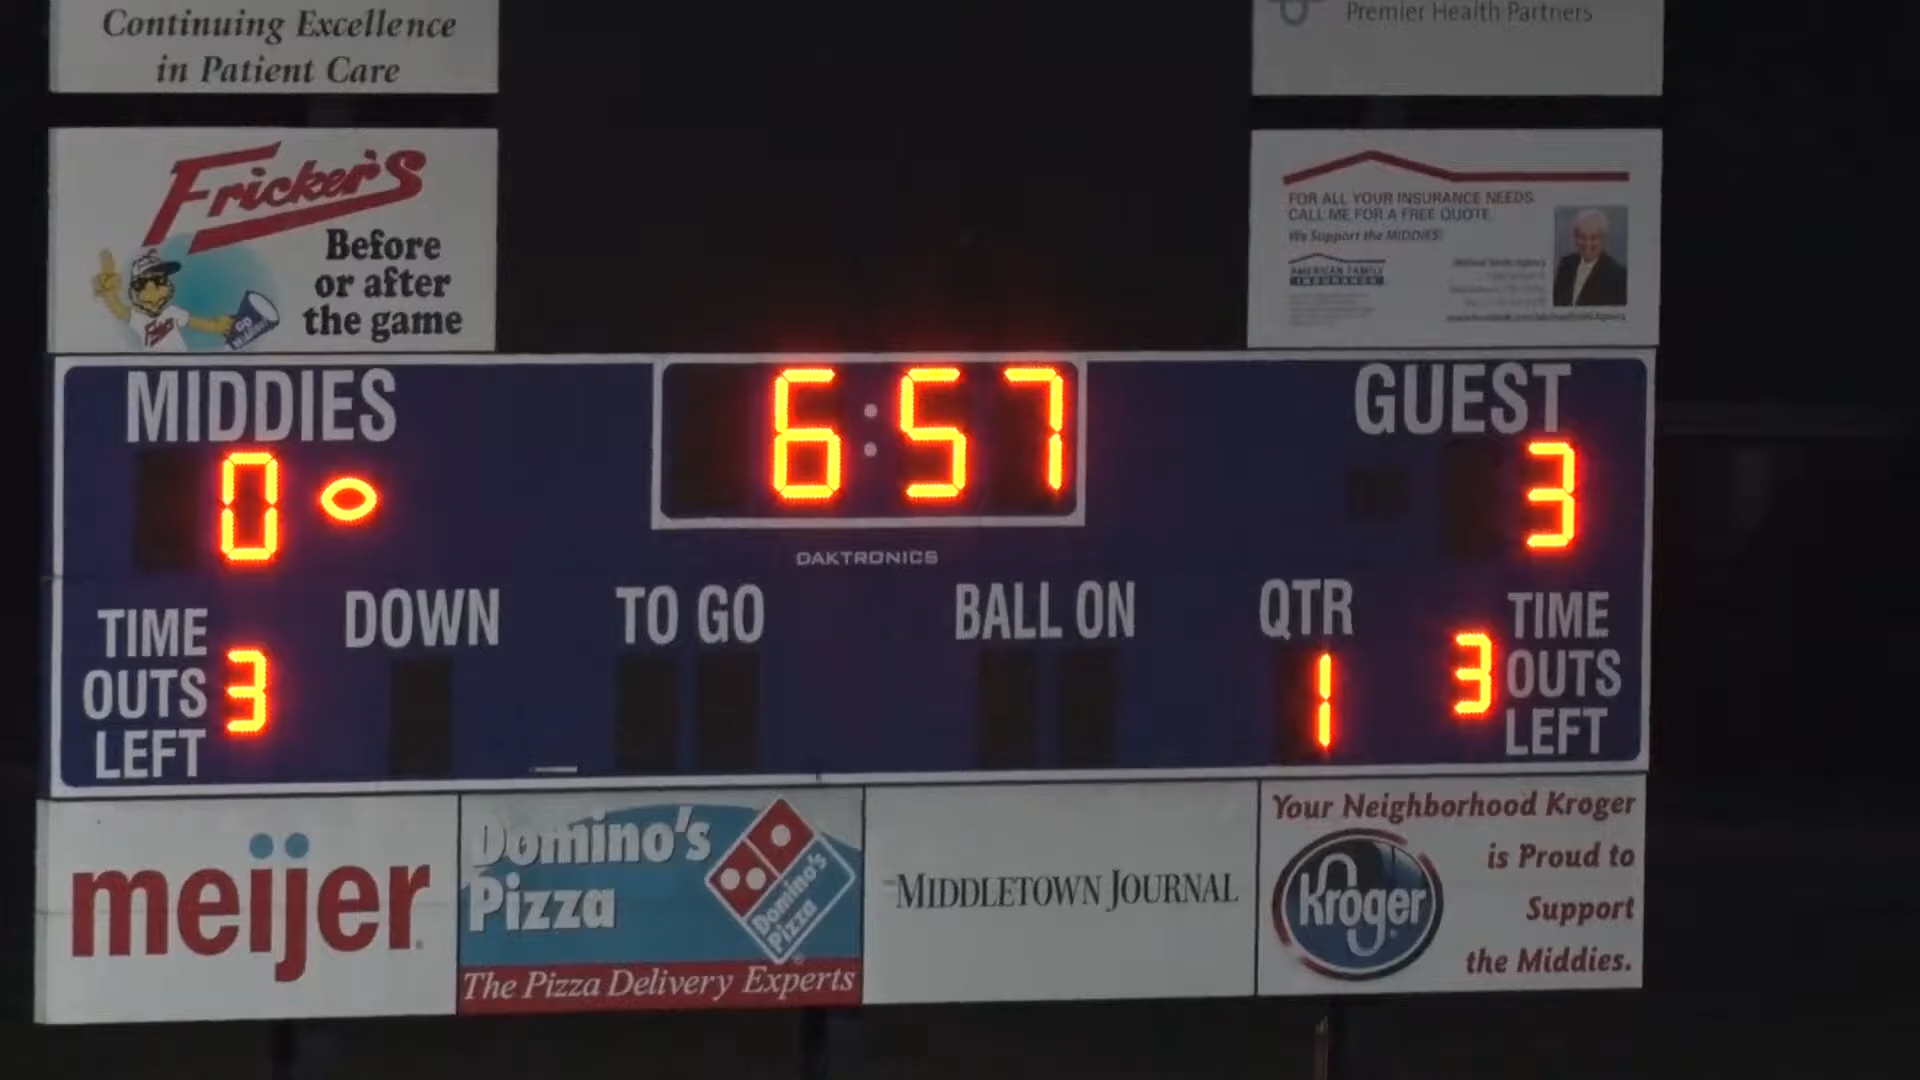 Continuing Excellence
in Patient Care
Premier Health Partners
Fricker's
Before
or after
the game
FOR ALL YOUR INSURANCE NEEDS
CALL ME FOR A FREE QUOTE
We Support the MIDDIES!
AMERICAN FAMILY
INSURANCE
MIDDIES
6:57
GUEST
0
3
DAKTRONICS
TIME
OUTS
LEFT
3
DOWN
TO GO
BALL ON
QTR
1
3
TIME
OUTS
LEFT
meijer
Domino's
Pizza
Domino's
Pizza
The Pizza Delivery Experts
MIDDLETOWN JOURNAL
Your Neighborhood Kroger
is Proud to
Support
the Middies.
Kroger